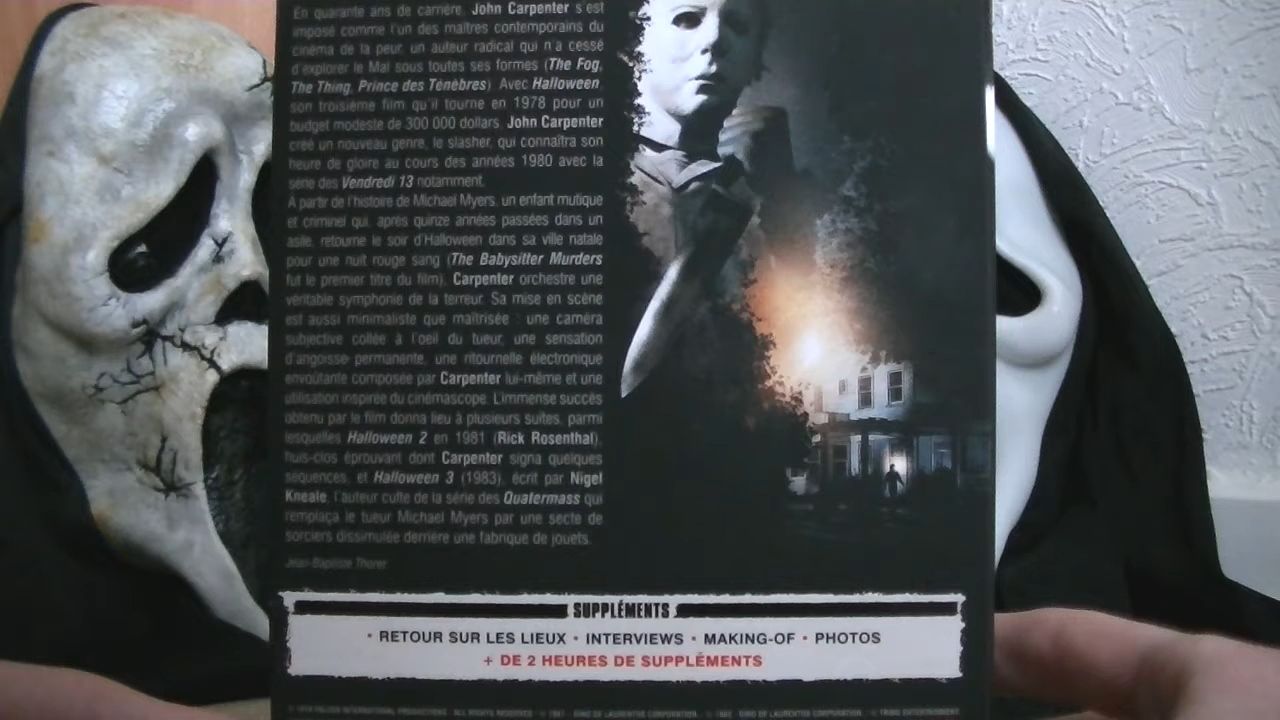 En quarante ans de carrière, John Carpenter s'est
imposé comme l'un des maîtres contemporains du
cinéma de la peur, un auteur radical qui n'a cessé
d'explorer le Mal sous toutes ses formes (The Fog,
The Thing, Prince des Ténèbres). Avec Halloween,
son troisième film qu'il tourne en 1978 pour un
budget modeste de 300 000 dollars, John Carpenter
crée un nouveau genre, le slasher, qui connaîtra son
heure de gloire au cours des années 1980 avec la
série des Vendredi 13 notamment.
A partir de l'histoire de Michael Myers, un enfant mutique
et criminel qui, après quinze années passées dans un
asile, retourne le soir d'Halloween dans sa ville natale
pour une nuit rouge sang (The Babysitter Murders
fut le premier titre du film), Carpenter orchestre une
véritable symphonie de la terreur. Sa mise en scène
est aussi minimaliste que maîtrisée : une caméra
subjective collée à l'oeil du tueur, une sensation
d'angoisse permanente, une ritournelle électronique
envoûtante composée par Carpenter lui-même et une
utilisation inspirée du cinémascope. L'immense succès
obtenu par le film donna lieu à plusieurs suites, parmi
lesquelles Halloween 2 en 1981 (Rick Rosenthal),
huis-clos éprouvant dont Carpenter signa quelques
séquences, et Halloween 3 (1983), écrit par Nigel
Kneale, l'auteur culte de la série des Quatermass qui
remplaça le tueur Michael Myers par une secte de
sorciers dissimulée derrière une fabrique de jouets.
Jean-Baptiste Thoret
SUPPLÉMENTS
• RETOUR SUR LES LIEUX • INTERVIEWS • MAKING-OF • PHOTOS
+ DE 2 HEURES DE SUPPLÉMENTS